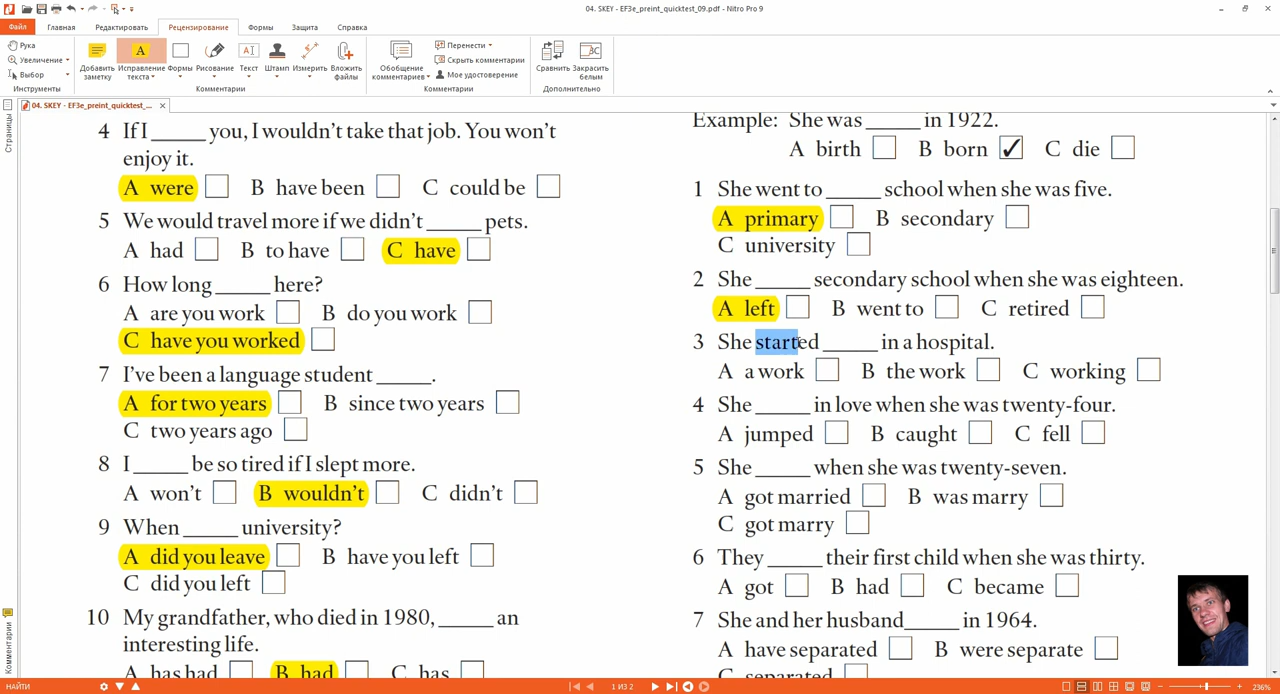 04. SKEY - EF3e_preint_quicktest_09.pdf - Nitro Pro 9
Файл Главная Редактировать Рецензирование Формы Защита Справка
Рука
Увеличение
Выбор
Инструменты
Добавить заметку
Исправление текста
Формы
Рисование
Текст
Штамп
Измерить
Вложить файлы
Комментарии
Обобщение комментариев
Перенести
Скрыть комментарии
Мое удостоверение
Комментарии
Сравнить
Закрасить белым
Дополнительно
04. SKEY - EF3e_preint_quicktest_...
Страницы
Комментарии
4 If I _____ you, I wouldn’t take that job. You won’t
enjoy it.
A were B have been C could be
5 We would travel more if we didn’t _____ pets.
A had B to have C have
6 How long _____ here?
A are you work B do you work
C have you worked
7 I’ve been a language student _____.
A for two years B since two years
C two years ago
8 I _____ be so tired if I slept more.
A won’t B wouldn’t C didn’t
9 When _____ university?
A did you leave B have you left
C did you left
10 My grandfather, who died in 1980, _____ an
interesting life.
A has had B had C has
Example: She was _____ in 1922.
A birth B born ✓ C die
1 She went to _____ school when she was five.
A primary B secondary
C university
2 She _____ secondary school when she was eighteen.
A left B went to C retired
3 She started _____ in a hospital.
A a work B the work C working
4 She _____ in love when she was twenty-four.
A jumped B caught C fell
5 She _____ when she was twenty-seven.
A got married B was marry
C got marry
6 They _____ their first child when she was thirty.
A got B had C became
7 She and her husband _____ in 1964.
A have separated B were separate
C separated
НАЙТИ
1 ИЗ 2
236%